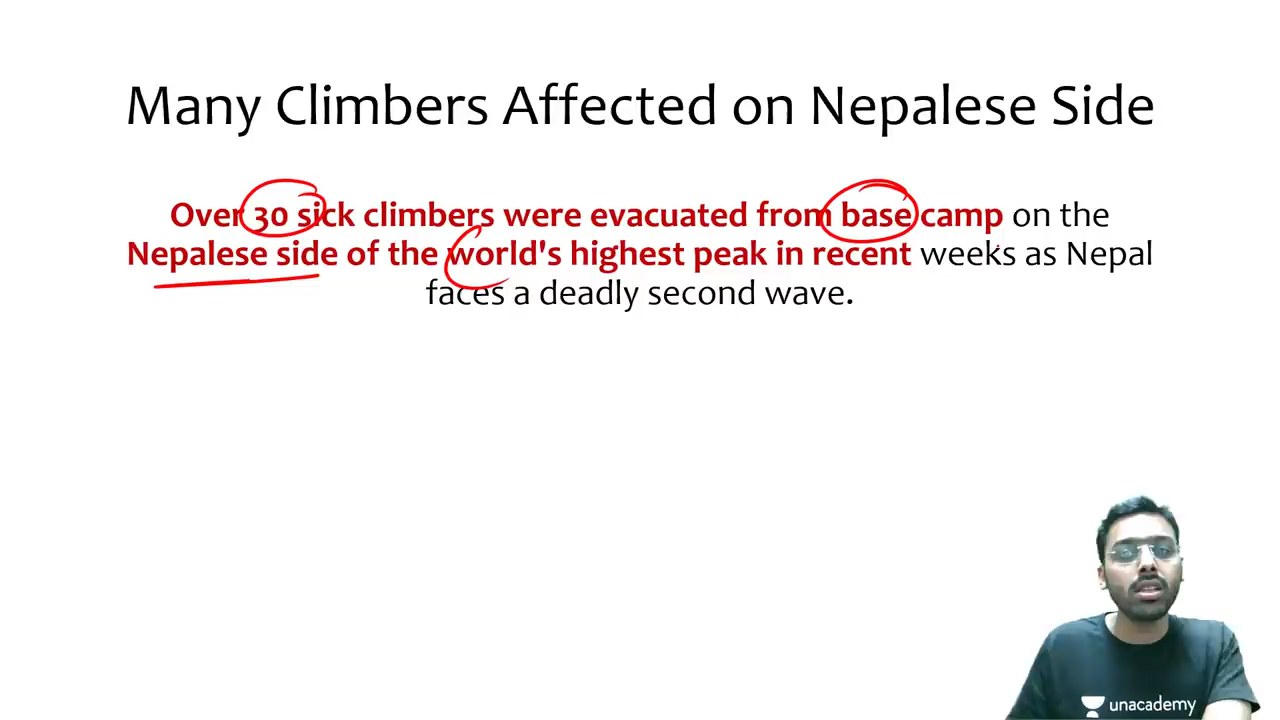 Many Climbers Affected on Nepalese Side
Over 30 sick climbers were evacuated from base camp on the
Nepalese side of the world's highest peak in recent weeks as Nepal
faces a deadly second wave.
unacademy